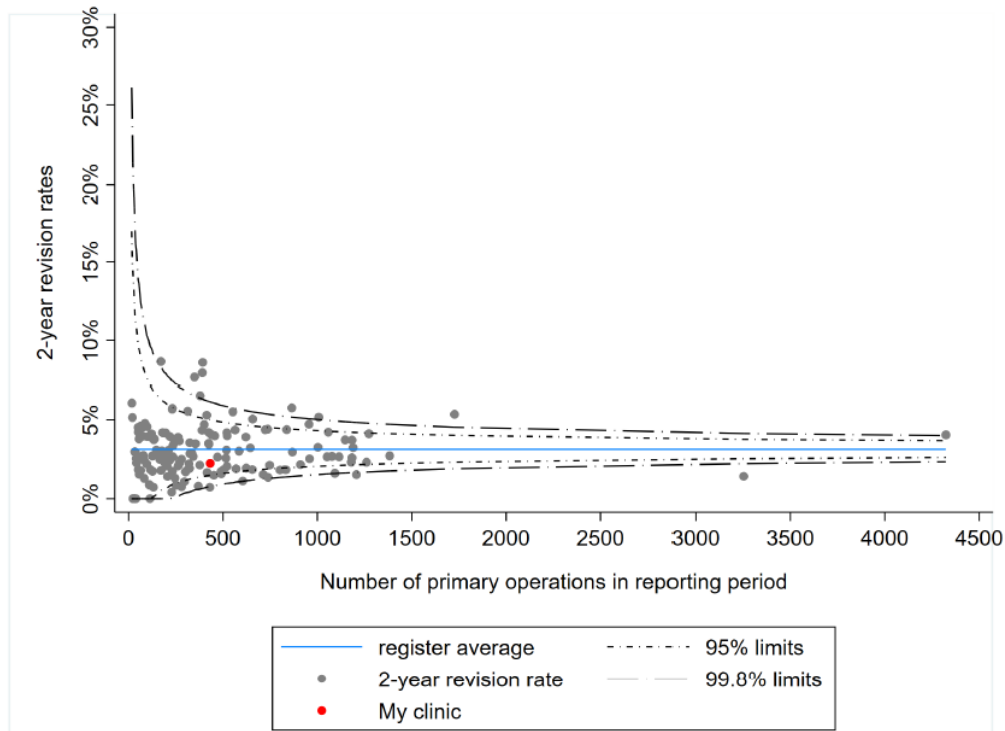 30%
25%
20%
15%
10%
5%
0%
2-year revision rates
0 500 1000 1500 2000 2500 3000 3500 4000 4500
Number of primary operations in reporting period
register average 95% limits
2-year revision rate 99.8% limits
My clinic